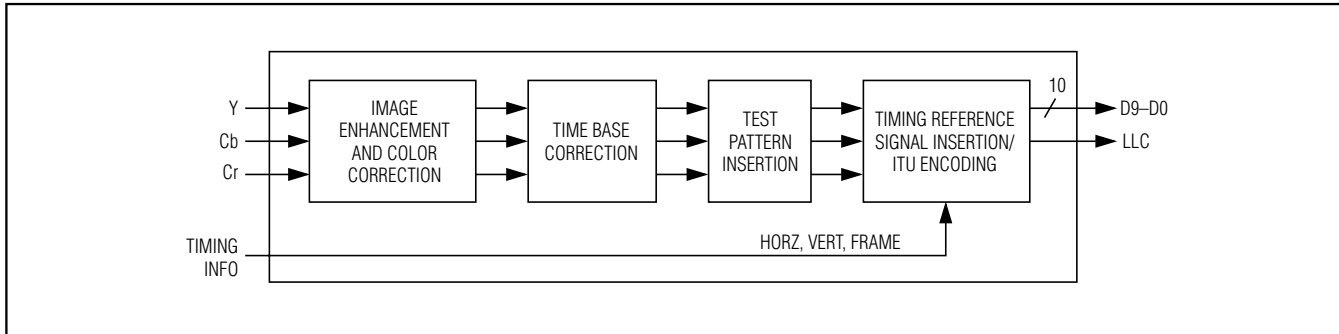 Y
Cb
Cr
IMAGE
ENHANCEMENT
AND COLOR
CORRECTION
TIME BASE
CORRECTION
TEST
PATTERN
INSERTION
TIMING REFERENCE
SIGNAL INSERTION/
ITU ENCODING
10
D9–D0
LLC
TIMING
INFO
HORZ, VERT, FRAME